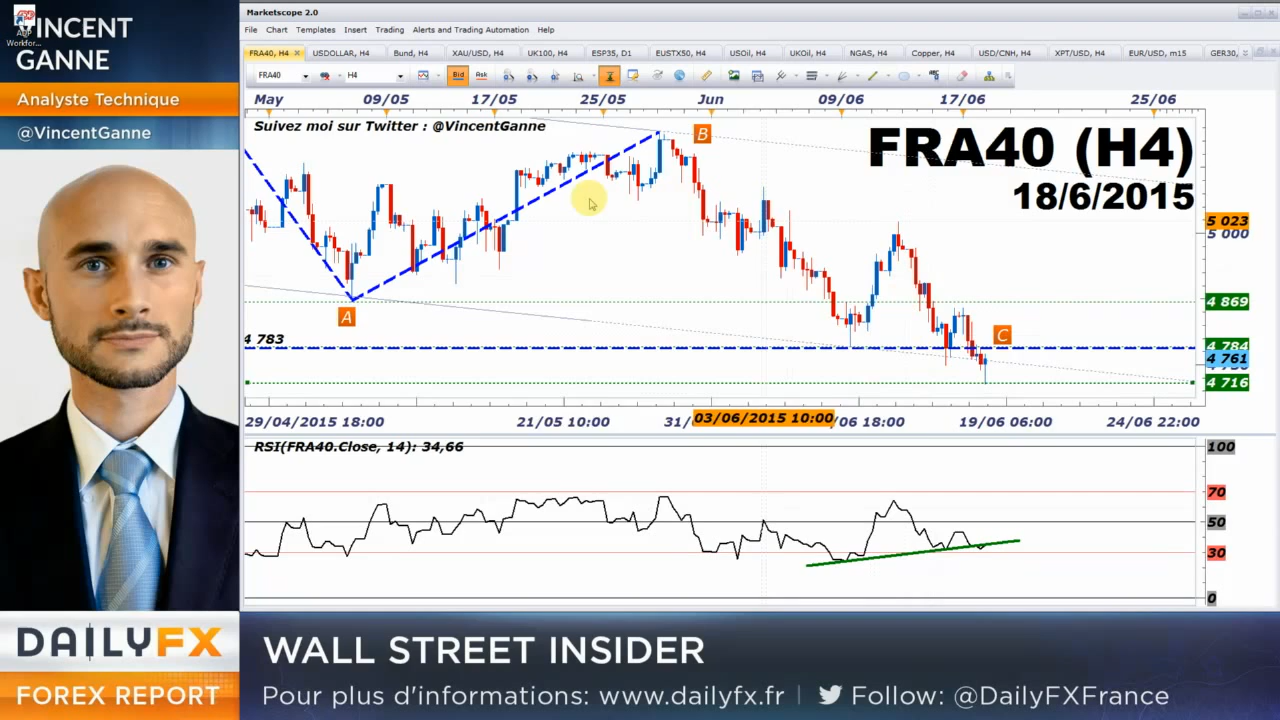 VINCENT
GANNE
Analyste Technique
@VincentGanne
Marketscope 2.0
File Chart Templates Insert Trading Alerts and Trading Automation Help
FRA40, H4 USDOLLAR, H4 Bund, H4 XAU/USD, H4 UK100, H4 ESP35, D1 EUSTX50, H4 USOil, H4 UKOil, H4 NGAS, H4 Copper, H4 USD/CNH, H4 XPT/USD, H4 EUR/USD, m15 GER30,
FRA40 H4 Bid Ask
May 09/05 17/05 25/05 Jun 09/06 17/06 25/06
Suivez moi sur Twitter : @VincentGanne
B
FRA40 (H4)
18/6/2015
5 023
5 000
4 869
A
C
4 783
4 784
4 761
4 716
29/04/2015 18:00 21/05 10:00 31/ 03/06/2015 10:00 /06 18:00 19/06 06:00 24/06 22:00
RSI(FRA40.Close, 14): 34,66
100
70
50
30
0
DAILYFX
FOREX REPORT
WALL STREET INSIDER
Pour plus d'informations: www.dailyfx.fr | Follow: @DailyFXFrance